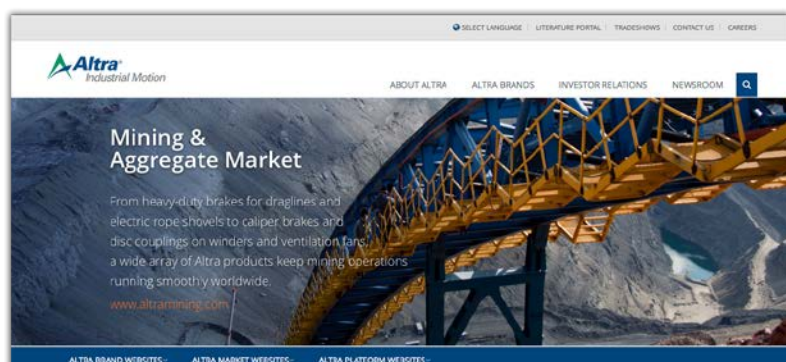 SELECT LANGUAGE | LITERATURE PORTAL | TRADESHOWS | CONTACT US | CAREERS
Altra
Industrial Motion
ABOUT ALTRA ALTRA BRANDS INVESTOR RELATIONS NEWSROOM
Mining &
Aggregate Market
From heavy-duty brakes for draglines and
electric rope shovels to caliper brakes and
disc couplings on winders and ventilation fans,
a wide array of Altra products keep mining operations
running smoothly worldwide.
www.altramining.com
ALTRA BRAND WEBSITES ALTRA MARKET WEBSITES ALTRA PLATFORM WEBSITES